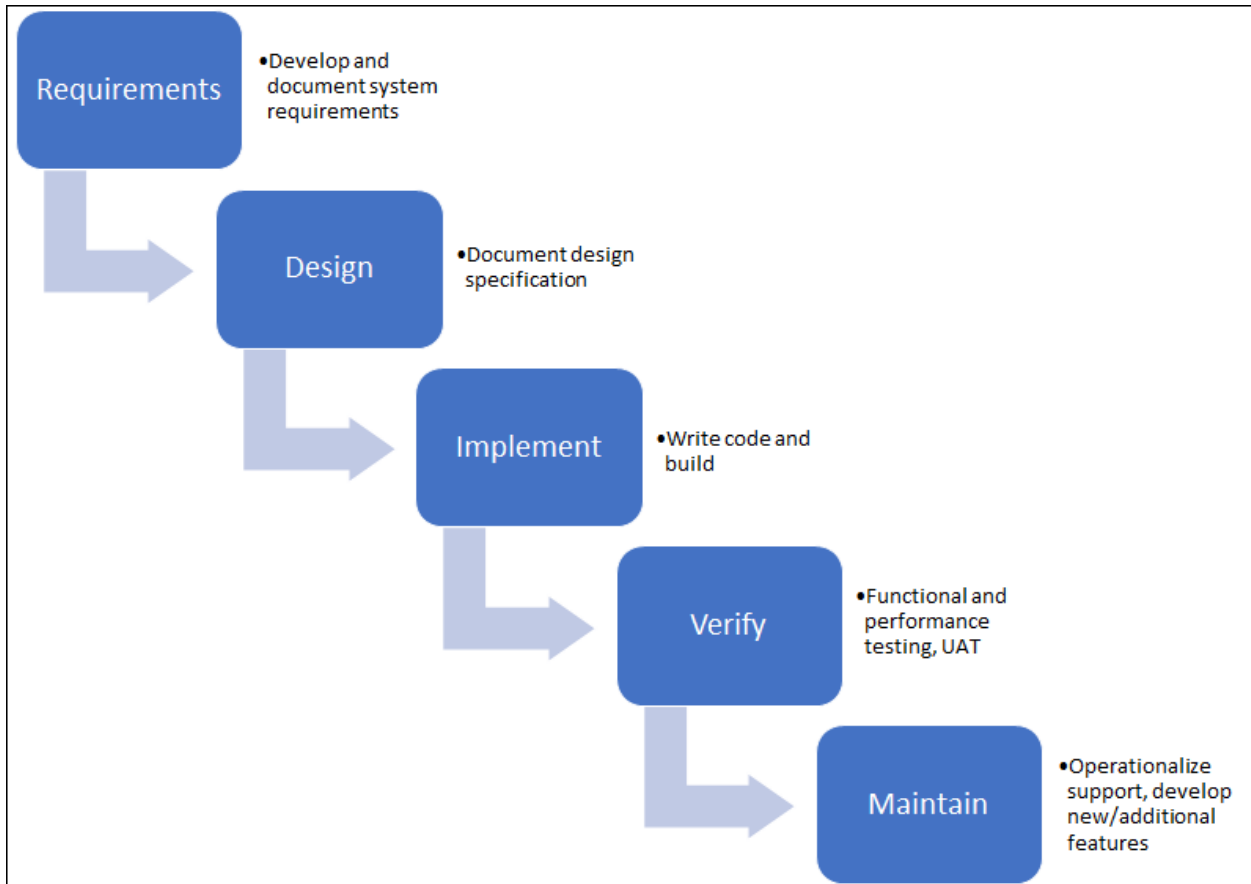 Requirements
•Develop and
document system
requirements
Design
•Document design
specification
Implement
•Write code and
build
Verify
•Functional and
performance
testing, UAT
Maintain
•Operationalize
support, develop
new/additional
features